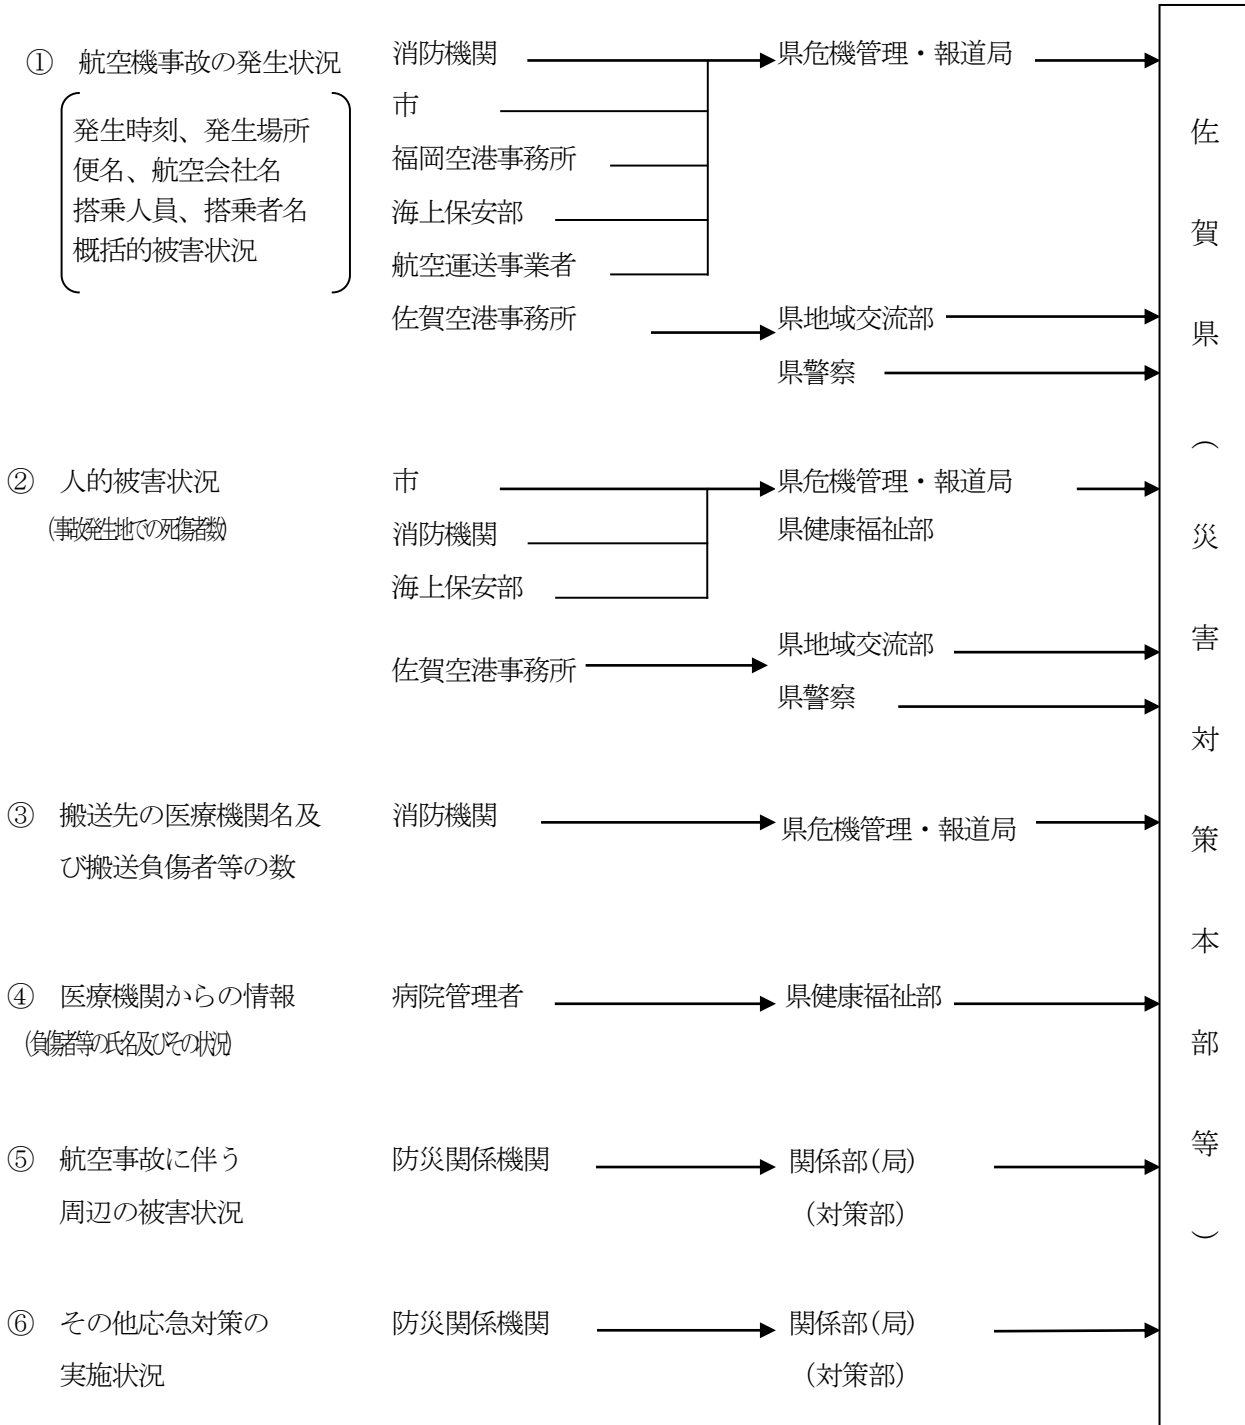 ① 航空機事故の発生状況
発生時刻、発生場所
便名、航空会社名
搭乗人員、搭乗者名
概括的被害状況
消防機関
市
福岡空港事務所
海上保安部
航空運送事業者
佐賀空港事務所
県危機管理・報道局
県地域交流部
県警察
② 人的被害状況
(事故発生地での死傷者数)
市
消防機関
海上保安部
佐賀空港事務所
県危機管理・報道局
県健康福祉部
県地域交流部
県警察
③ 搬送先の医療機関名及
び搬送負傷者等の数
消防機関
県危機管理・報道局
④ 医療機関からの情報
(負傷者等の氏名及びその状況)
病院管理者
県健康福祉部
⑤ 航空事故に伴う
周辺の被害状況
防災関係機関
関係部(局)
(対策部)
⑥ その他応急対策の
実施状況
防災関係機関
関係部(局)
(対策部)
佐賀県(災害対策本部等)